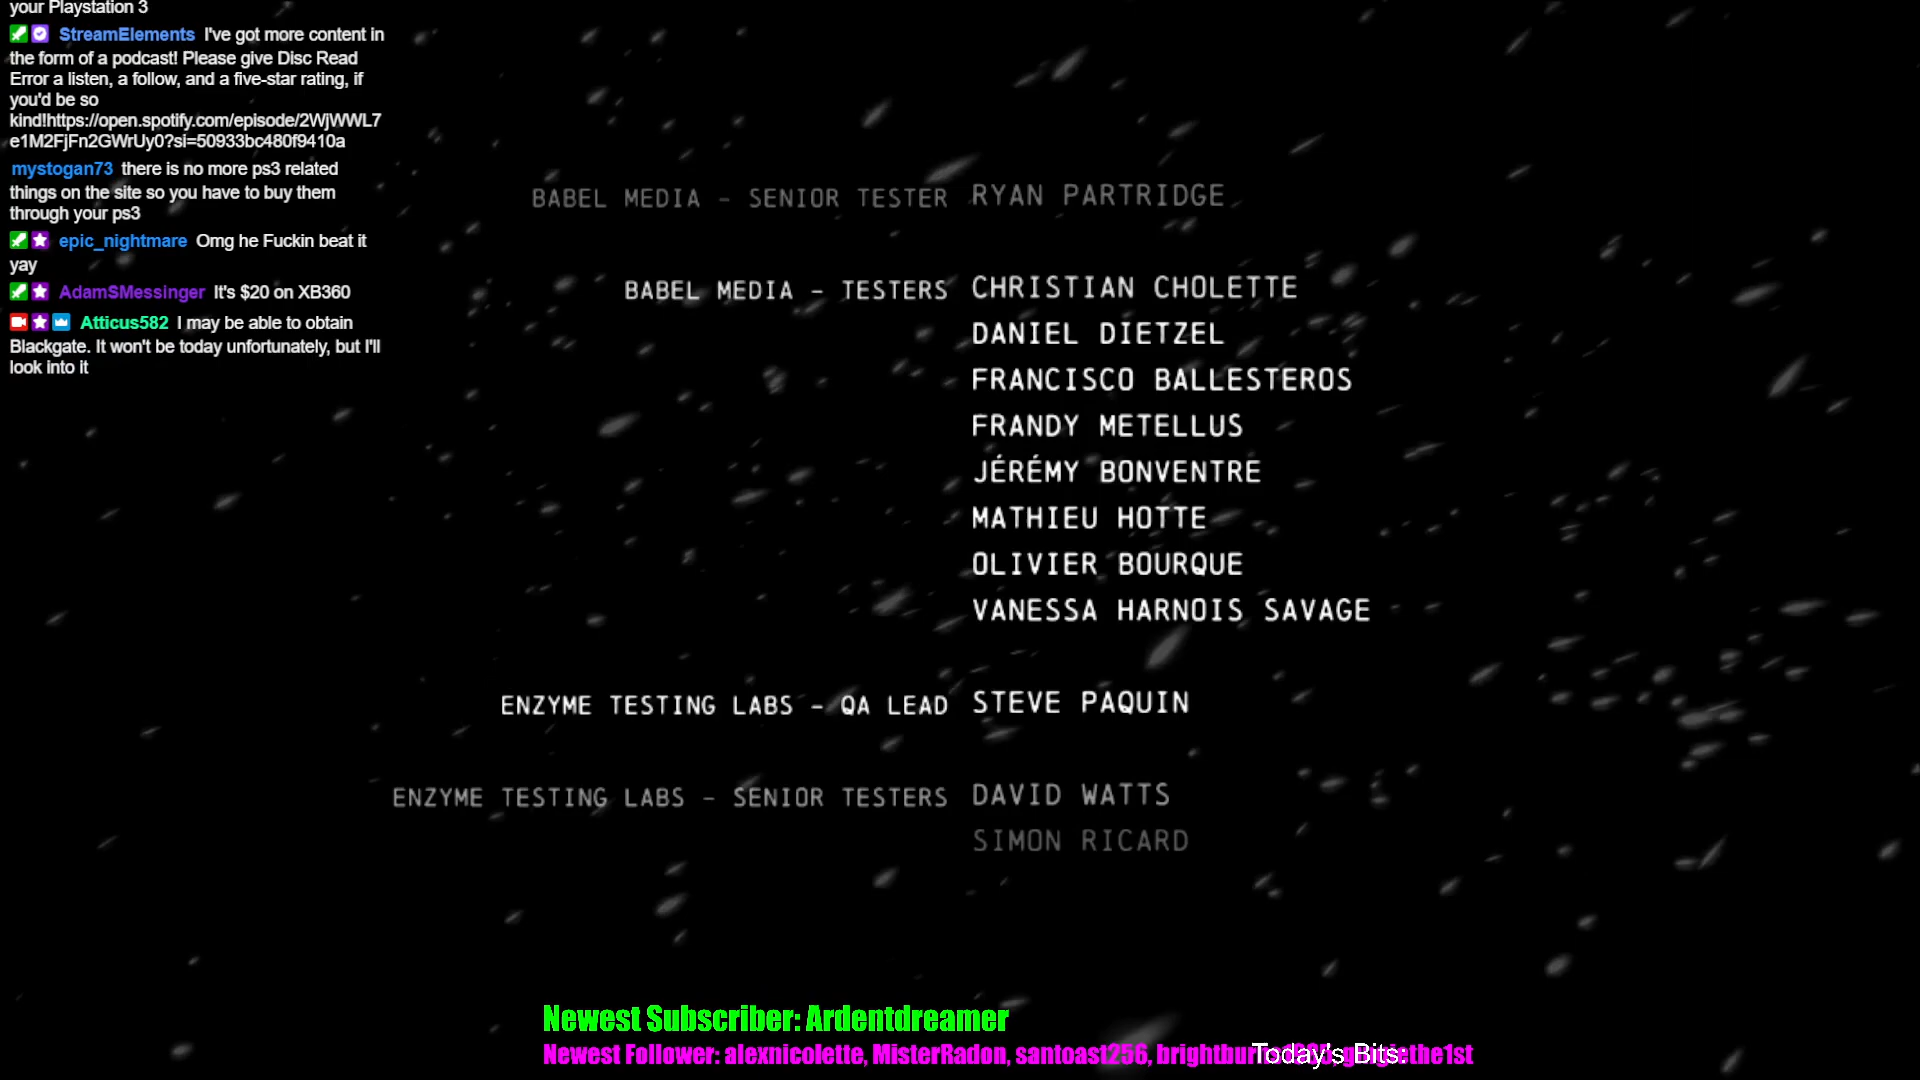 your Playstation 3
StreamElements I've got more content in
the form of a podcast! Please give Disc Read
Error a listen, a follow, and a five-star rating, if
you'd be so
kind!https://open.spotify.com/episode/2WjWWL7
e1M2FjFn2GWrUy0?si=50933bc480f9410a
mystogan73 there is no more ps3 related
things on the site so you have to buy them
through your ps3
epic_nightmare Omg he Fuckin beat it
yay
AdamSMessinger It's $20 on XB360
Atticus582 I may be able to obtain
Blackgate. It won't be today unfortunately, but I'll
look into it
BABEL MEDIA - SENIOR TESTER RYAN PARTRIDGE
BABEL MEDIA - TESTERS CHRISTIAN CHOLETTE
DANIEL DIETZEL
FRANCISCO BALLESTEROS
FRANDY METELLUS
JÉRÉMY BONVENTRE
MATHIEU HOTTE
OLIVIER BOURQUE
VANESSA HARNOIS SAVAGE
ENZYME TESTING LABS - QA LEAD STEVE PAQUIN
ENZYME TESTING LABS - SENIOR TESTERS DAVID WATTS
SIMON RICARD
Newest Subscriber: Ardentdreamer
Newest Follower: alexnicolette, MisterRadon, santoast256,
Today's Bits: